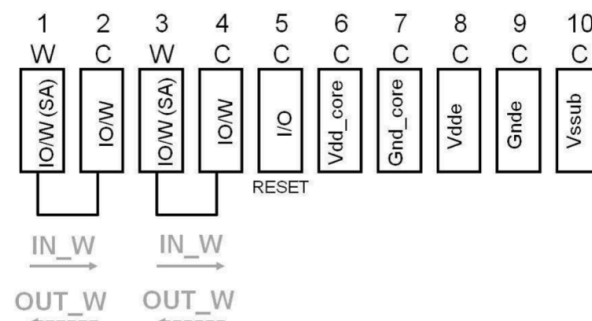 1 2 3 4 5 6 7 8 9 10
W C W C C C C C C C
IO/W (SA) IO/W IO/W (SA) IO/W I/O Vdd_core Gnd_core Vdde Gnde Vssub
RESET
IN_W IN_W
OUT_W OUT_W